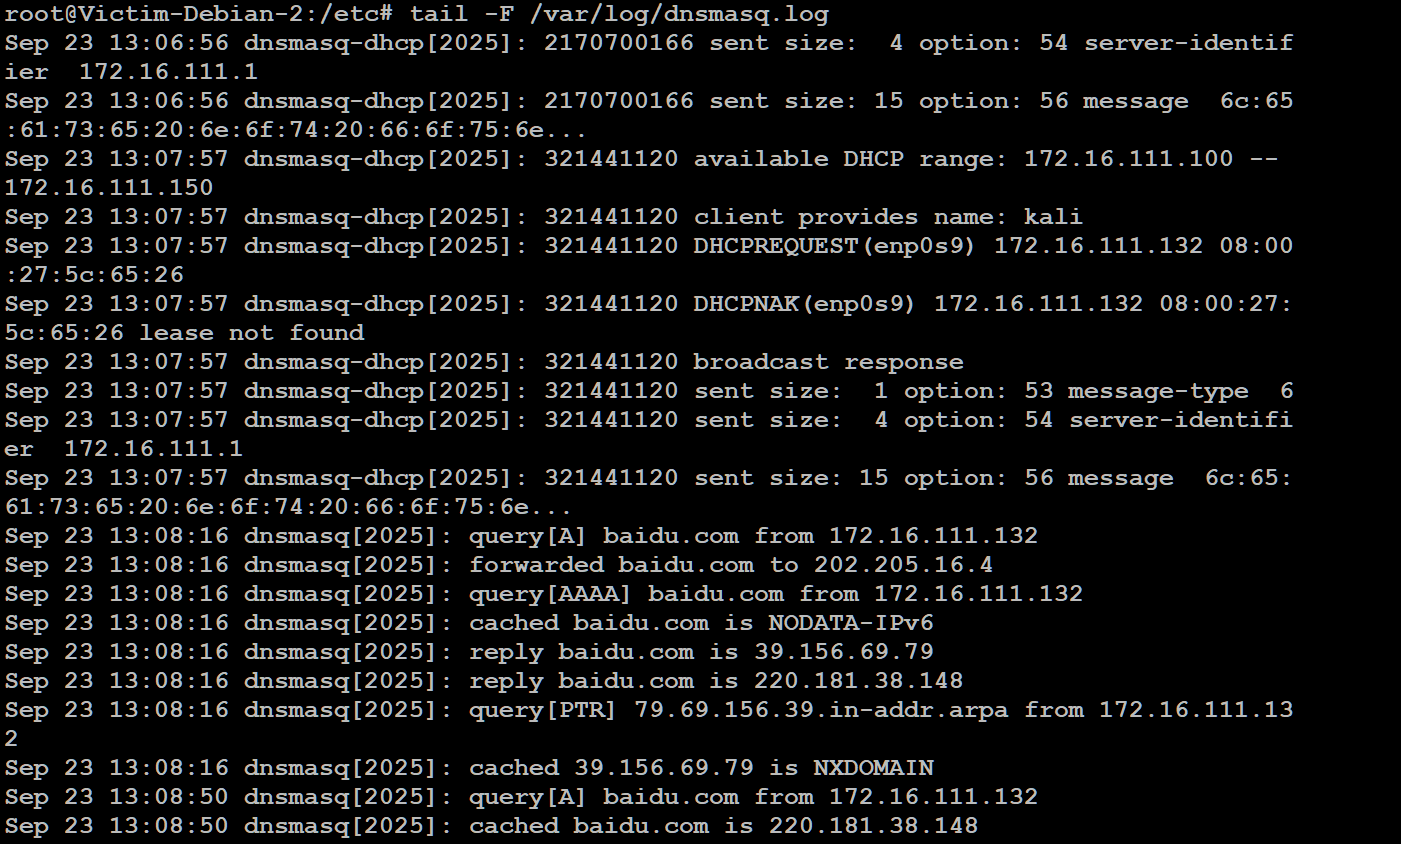 root@Victim-Debian-2:/etc# tail -F /var/log/dnsmasq.log
Sep 23 13:06:56 dnsmasq-dhcp[2025]: 2170700166 sent size:  4 option: 54 server-identif
ier  172.16.111.1
Sep 23 13:06:56 dnsmasq-dhcp[2025]: 2170700166 sent size: 15 option: 56 message  6c:65
:61:73:65:20:6e:6f:74:20:66:6f:75:6e...
Sep 23 13:07:57 dnsmasq-dhcp[2025]: 321441120 available DHCP range: 172.16.111.100 --
172.16.111.150
Sep 23 13:07:57 dnsmasq-dhcp[2025]: 321441120 client provides name: kali
Sep 23 13:07:57 dnsmasq-dhcp[2025]: 321441120 DHCPREQUEST(enp0s9) 172.16.111.132 08:00
:27:5c:65:26
Sep 23 13:07:57 dnsmasq-dhcp[2025]: 321441120 DHCPNAK(enp0s9) 172.16.111.132 08:00:27:
5c:65:26 lease not found
Sep 23 13:07:57 dnsmasq-dhcp[2025]: 321441120 broadcast response
Sep 23 13:07:57 dnsmasq-dhcp[2025]: 321441120 sent size:  1 option: 53 message-type  6
Sep 23 13:07:57 dnsmasq-dhcp[2025]: 321441120 sent size:  4 option: 54 server-identifi
er  172.16.111.1
Sep 23 13:07:57 dnsmasq-dhcp[2025]: 321441120 sent size: 15 option: 56 message  6c:65:
61:73:65:20:6e:6f:74:20:66:6f:75:6e...
Sep 23 13:08:16 dnsmasq[2025]: query[A] baidu.com from 172.16.111.132
Sep 23 13:08:16 dnsmasq[2025]: forwarded baidu.com to 202.205.16.4
Sep 23 13:08:16 dnsmasq[2025]: query[AAAA] baidu.com from 172.16.111.132
Sep 23 13:08:16 dnsmasq[2025]: cached baidu.com is NODATA-IPv6
Sep 23 13:08:16 dnsmasq[2025]: reply baidu.com is 39.156.69.79
Sep 23 13:08:16 dnsmasq[2025]: reply baidu.com is 220.181.38.148
Sep 23 13:08:16 dnsmasq[2025]: query[PTR] 79.69.156.39.in-addr.arpa from 172.16.111.13
2
Sep 23 13:08:16 dnsmasq[2025]: cached 39.156.69.79 is NXDOMAIN
Sep 23 13:08:50 dnsmasq[2025]: query[A] baidu.com from 172.16.111.132
Sep 23 13:08:50 dnsmasq[2025]: cached baidu.com is 220.181.38.148